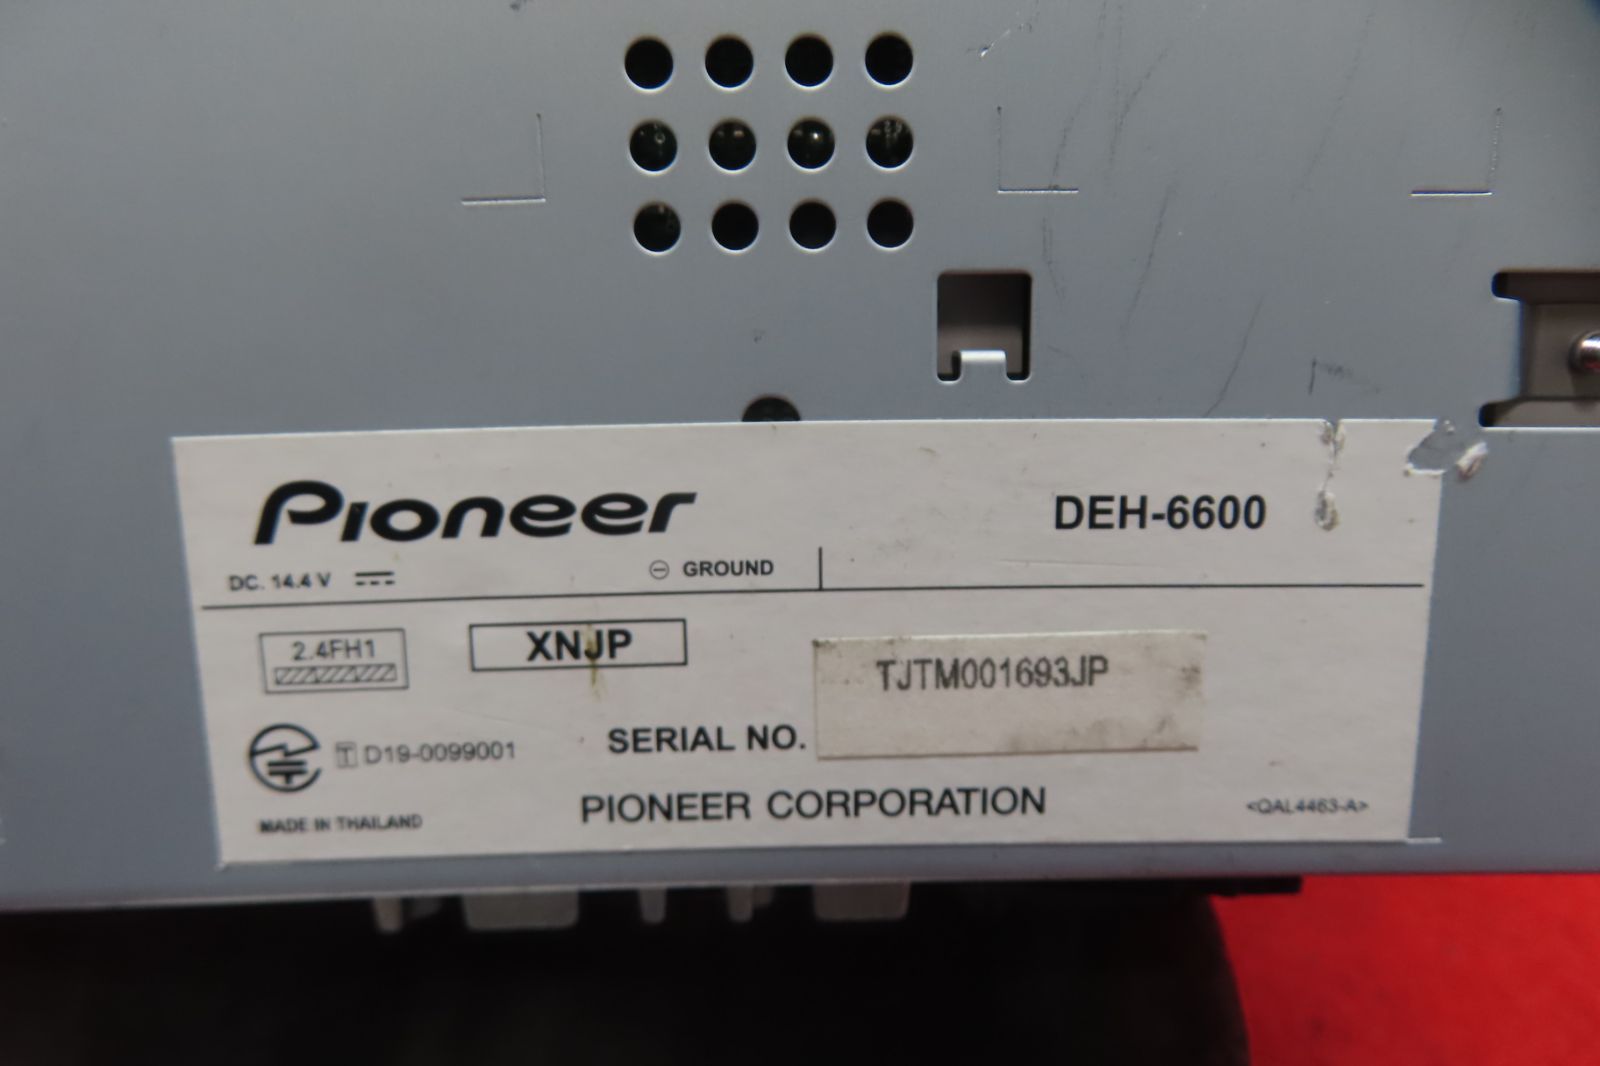 Pioneer
DEH-6600
DC. 14.4 V
⊖ GROUND
2.4FH1
XNJP
TJTM001693JP
SERIAL NO.
T D19-0099001
PIONEER CORPORATION
MADE IN THAILAND
<QAL4463-A>